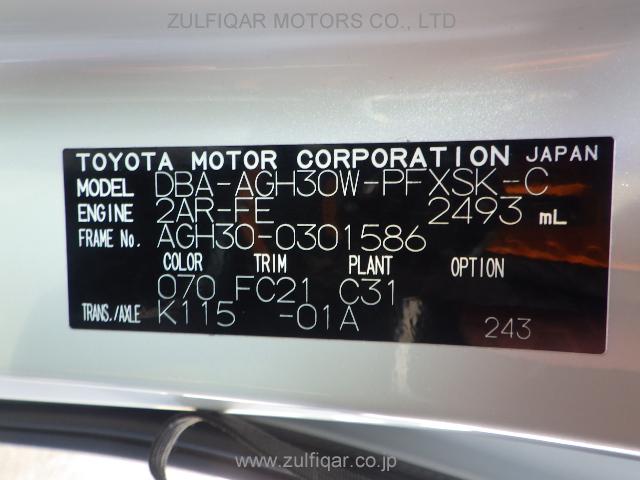 ZULFIQAR MOTORS CO., LTD.
TOYOTA MOTOR CORPORATION JAPAN
MODEL DBA-AGH30W-PFXSK-C
ENGINE 2AR-FE 2493 mL
FRAME No. AGH30-0301586
COLOR TRIM PLANT OPTION
070 FC21 C31
TRANS./AXLE K115 -01A 243
www.zulfiqar.co.jp